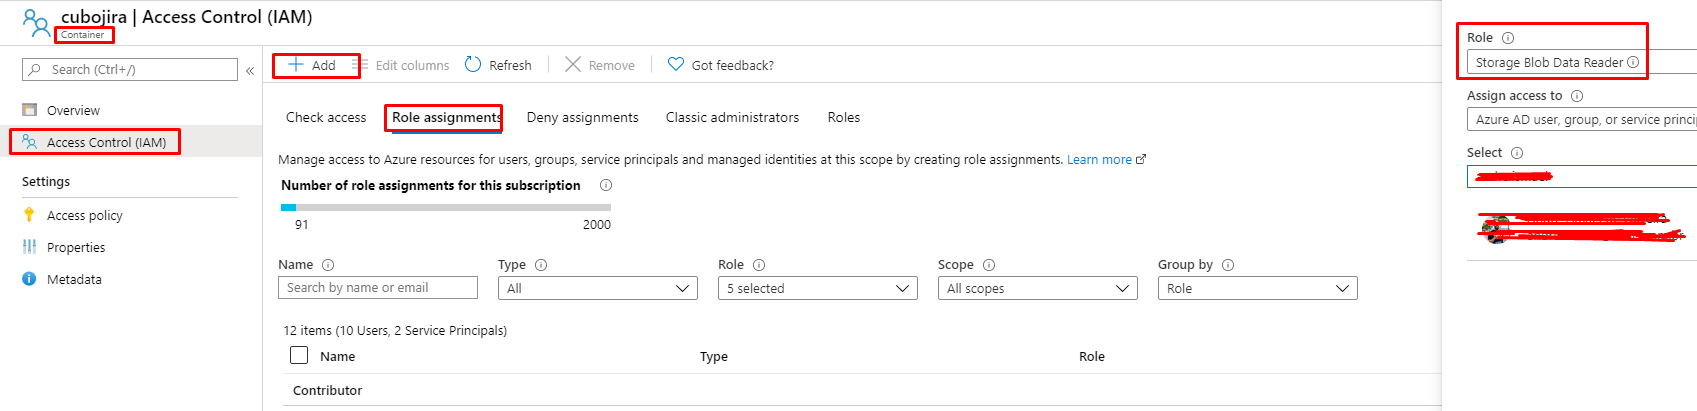 cubojira | Access Control (IAM)
Container
Search (Ctrl+/)
«
Overview
Access Control (IAM)
Settings
Access policy
Properties
Metadata
Add
Edit columns
Refresh
Remove
Got feedback?
Check access
Role assignments
Deny assignments
Classic administrators
Roles
Manage access to Azure resources for users, groups, service principals and managed identities at this scope by creating role assignments. Learn more
Number of role assignments for this subscription
91
2000
Name
Type
Role
Scope
Group by
Search by name or email
All
5 selected
All scopes
Role
12 items (10 Users, 2 Service Principals)
Name
Type
Role
Contributor
Role
Storage Blob Data Reader
Assign access to
Azure AD user, group, or service princi
Select